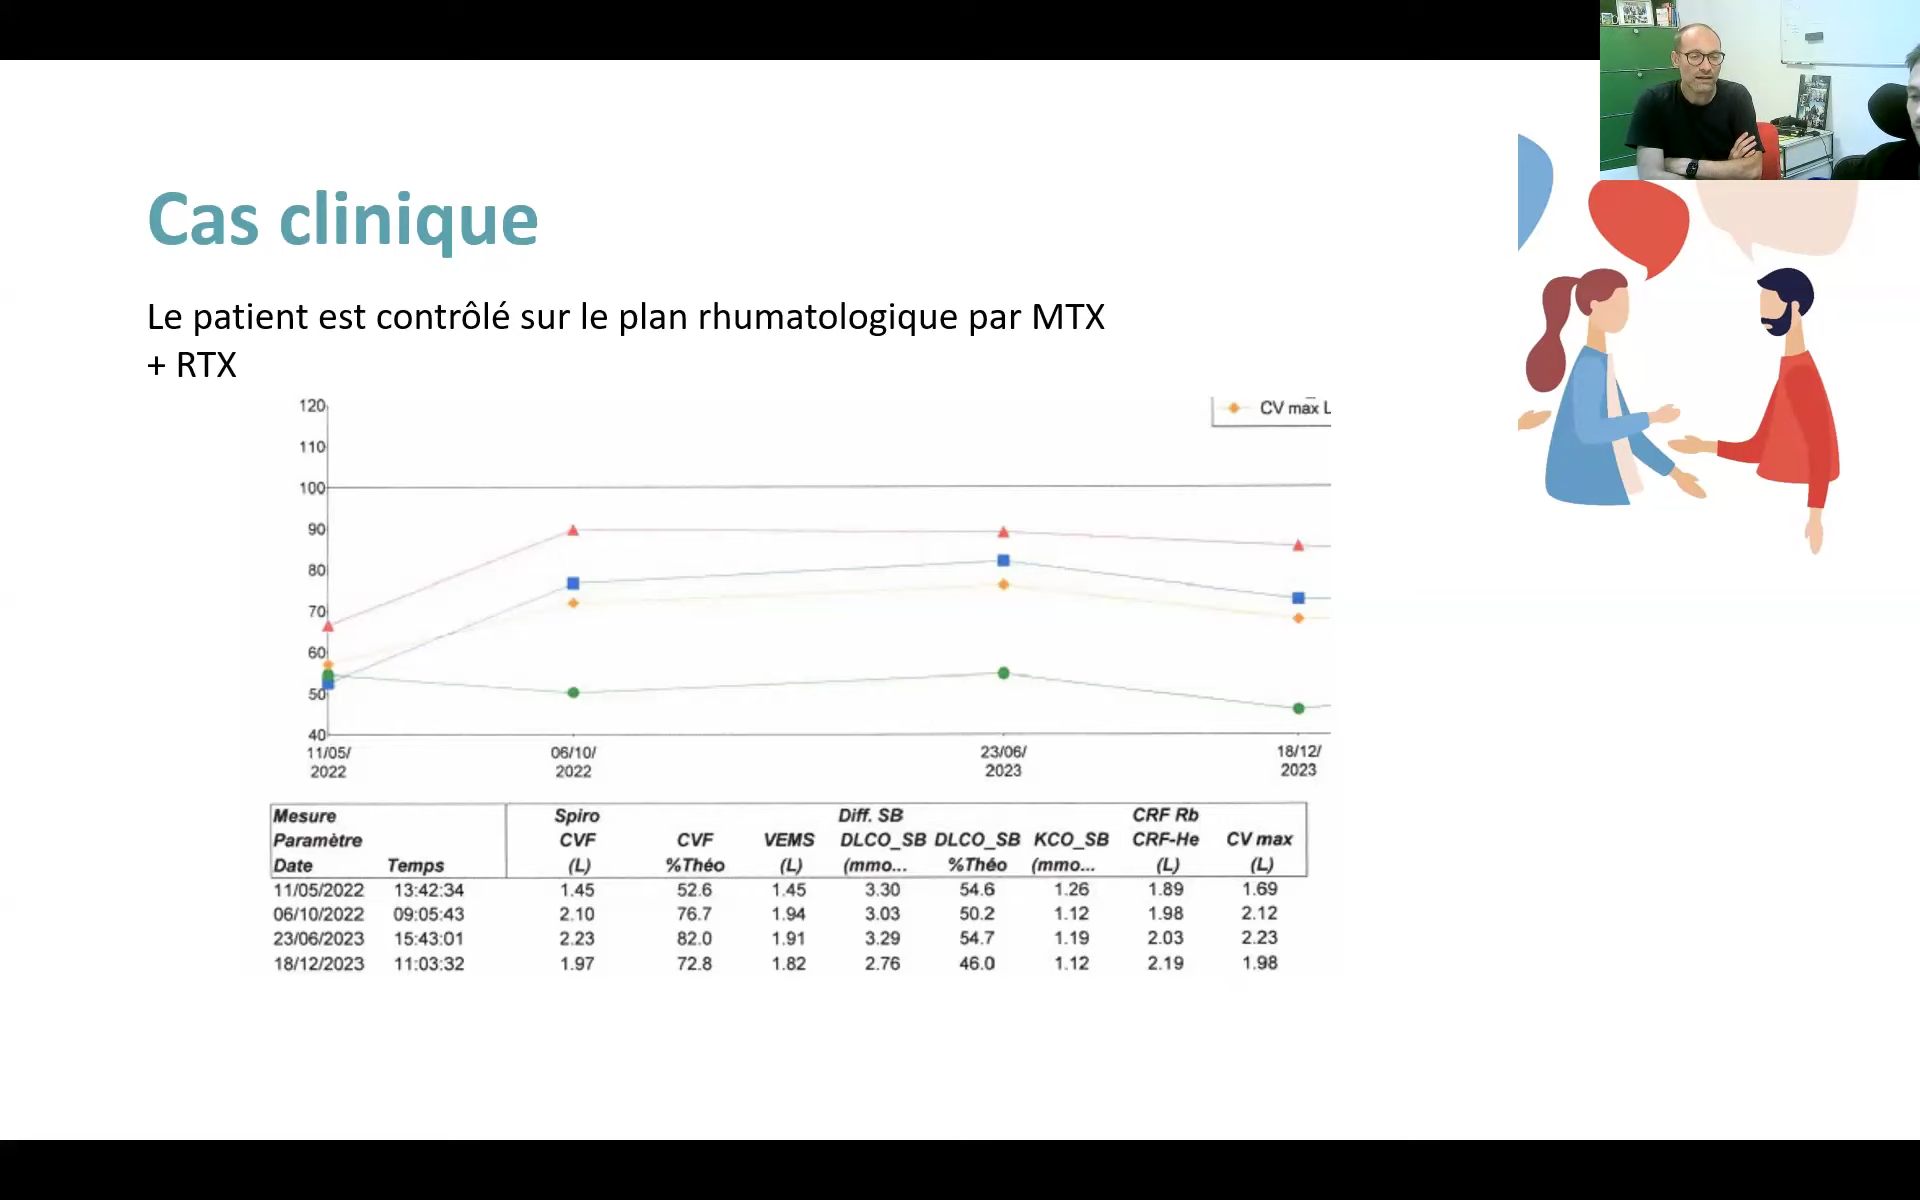 Cas clinique
Le patient est contrôlé sur le plan rhumatologique par MTX
+ RTX
CV max L
120
110
100
90
80
70
60
50
40
11/05/ 06/10/ 23/06/ 18/12/
2022 2022 2023 2023
Mesure Spiro Diff. SB CRF Rb
Paramètre CVF CVF VEMS DLCO_SB DLCO_SB KCO_SB CRF-He CV max
Date Temps (L) %Théo (L) (mmo... %Théo (mmo... (L) (L)
11/05/2022 13:42:34 1.45 52.6 1.45 3.30 54.6 1.26 1.89 1.69
06/10/2022 09:05:43 2.10 76.7 1.94 3.03 50.2 1.12 1.98 2.12
23/06/2023 15:43:01 2.23 82.0 1.91 3.29 54.7 1.19 2.03 2.23
18/12/2023 11:03:32 1.97 72.8 1.82 2.76 46.0 1.12 2.19 1.98